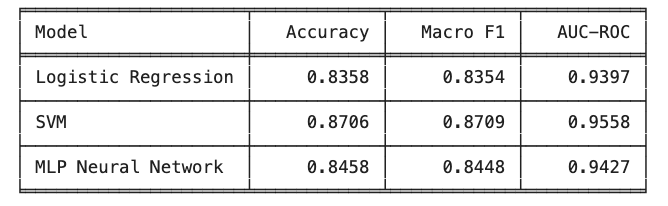 Model Accuracy Macro F1 AUC-ROC
Logistic Regression 0.8358 0.8354 0.9397
SVM 0.8706 0.8709 0.9558
MLP Neural Network 0.8458 0.8448 0.9427